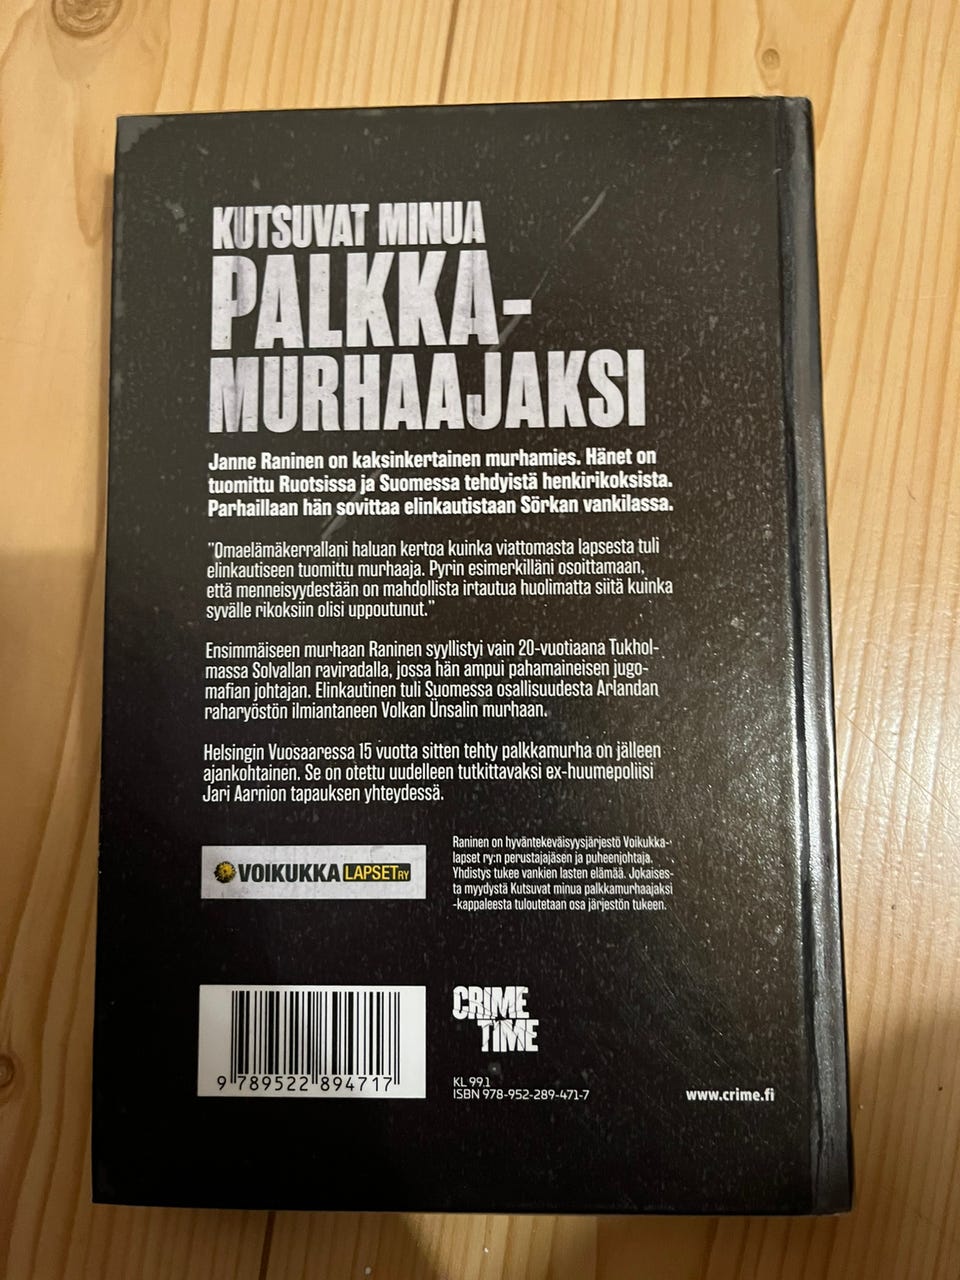 KUTSUVAT MINUA
PALKKA-
MURHAAJAKSI
Janne Raninen on kaksinkertainen murhamies. Hänet on
tuomittu Ruotsissa ja Suomessa tehdyistä henkirikoksista.
Parhaillaan hän sovittaa elinkautistaan Sörkan vankilassa.
"Omaelämäkerrallani haluan kertoa kuinka viattomasta lapsesta tuli
elinkautiseen tuomittu murhaaja. Pyrin esimerkilläni osoittamaan,
että menneisyydestään on mahdollista irtautua huolimatta siitä kuinka
syvälle rikoksiin olisi uppoutunut."
Ensimmäiseen murhaan Raninen syyllistyi vain 20-vuotiaana Tukhol-
massa Solvallan raviradalla, jossa hän ampui pahamaineisen jugo-
mafian johtajan. Elinkautinen tuli Suomessa osallisuudesta Arlandan
raharyöstön ilmiantaneen Volkan Ünsalin murhaan.
Helsingin Vuosaaressa 15 vuotta sitten tehty palkkamurha on jälleen
ajankohtainen. Se on otettu uudelleen tutkittavaksi ex-huumepoliisi
Jari Aarnion tapauksen yhteydessä.
VOIKUKKA LAPSET RY
Raninen on hyväntekeväisyysjärjestö Voikukka-
lapset ry:n perustajajäsen ja puheenjohtaja.
Yhdistys tukee vankien lasten elämää. Jokaises-
ta myydystä Kutsuvat minua palkkamurhaajaksi
-kappaleesta tuloutetaan osa järjestön tukeen.
CRIME
TIME
9 789522 894717
KL 99.1
ISBN 978-952-289-471-7
www.crime.fi